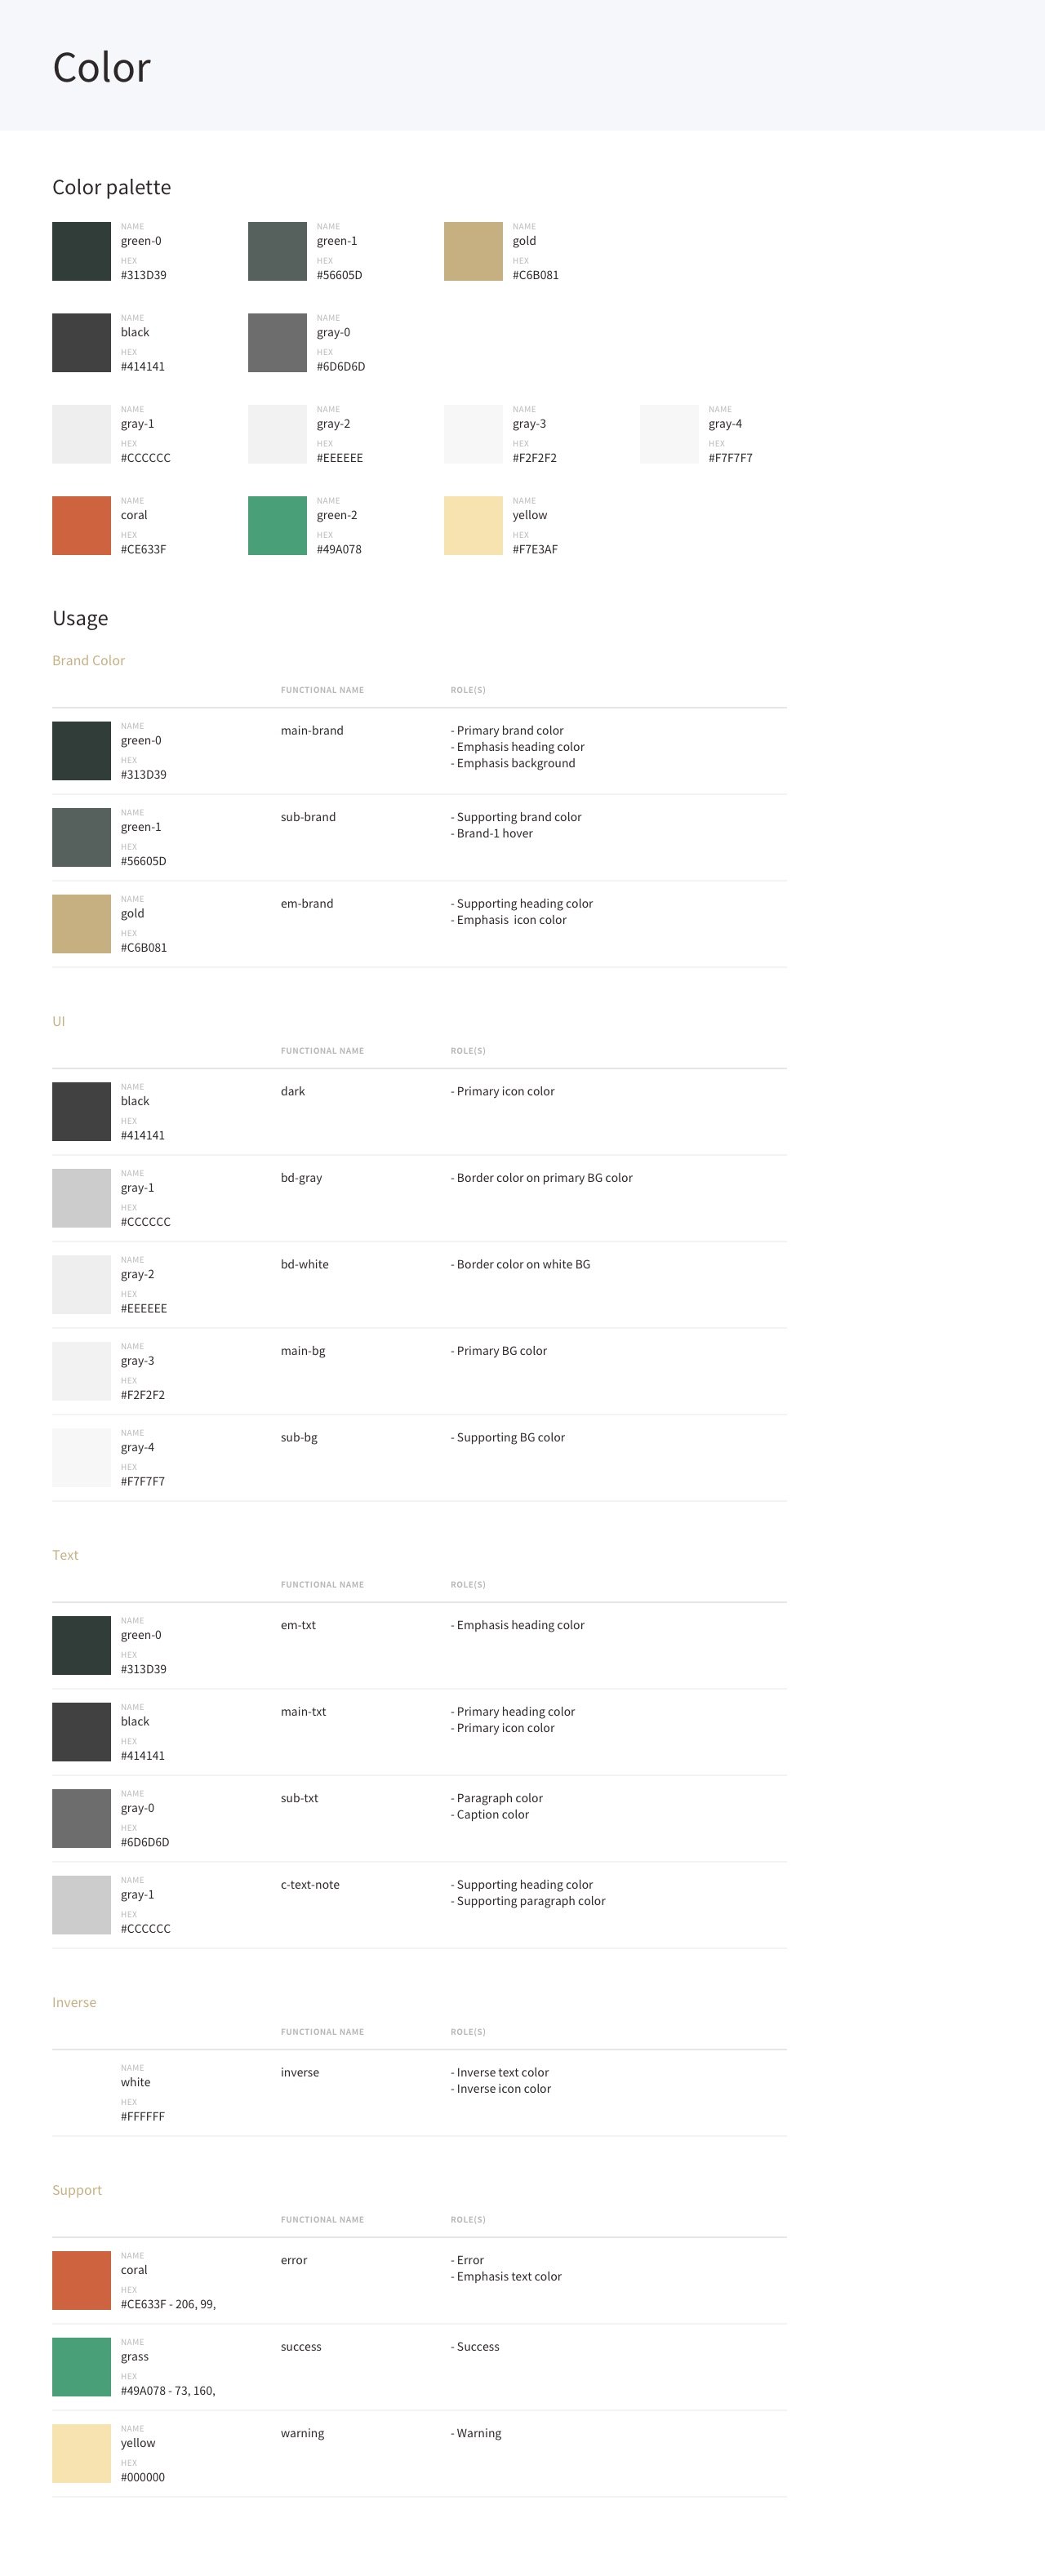 Color
Color palette
NAME
green-0
HEX
#313D39
NAME
green-1
HEX
#56605D
NAME
gold
HEX
#C6B081
NAME
black
HEX
#414141
NAME
gray-0
HEX
#6D6D6D
NAME
gray-1
HEX
#CCCCCC
NAME
gray-2
HEX
#EEEEEE
NAME
gray-3
HEX
#F2F2F2
NAME
gray-4
HEX
#F7F7F7
NAME
coral
HEX
#CE633F
NAME
green-2
HEX
#49A078
NAME
yellow
HEX
#F7E3AF
Usage
Brand Color
FUNCTIONAL NAME
ROLE(S)
NAME
green-0
HEX
#313D39
main-brand
- Primary brand color
- Emphasis heading color
- Emphasis background
NAME
green-1
HEX
#56605D
sub-brand
- Supporting brand color
- Brand-1 hover
NAME
gold
HEX
#C6B081
em-brand
- Supporting heading color
- Emphasis  icon color
UI
FUNCTIONAL NAME
ROLE(S)
NAME
black
HEX
#414141
dark
- Primary icon color
NAME
gray-1
HEX
#CCCCCC
bd-gray
- Border color on primary BG color
NAME
gray-2
HEX
#EEEEEE
bd-white
- Border color on white BG
NAME
gray-3
HEX
#F2F2F2
main-bg
- Primary BG color
NAME
gray-4
HEX
#F7F7F7
sub-bg
- Supporting BG color
Text
FUNCTIONAL NAME
ROLE(S)
NAME
green-0
HEX
#313D39
em-txt
- Emphasis heading color
NAME
black
HEX
#414141
main-txt
- Primary heading color
- Primary icon color
NAME
gray-0
HEX
#6D6D6D
sub-txt
- Paragraph color
- Caption color
NAME
gray-1
HEX
#CCCCCC
c-text-note
- Supporting heading color
- Supporting paragraph color
Inverse
FUNCTIONAL NAME
ROLE(S)
NAME
white
HEX
#FFFFFF
inverse
- Inverse text color
- Inverse icon color
Support
FUNCTIONAL NAME
ROLE(S)
NAME
coral
HEX
#CE633F - 206, 99,
error
- Error
- Emphasis text color
NAME
grass
HEX
#49A078 - 73, 160,
success
- Success
NAME
yellow
HEX
#000000
warning
- Warning